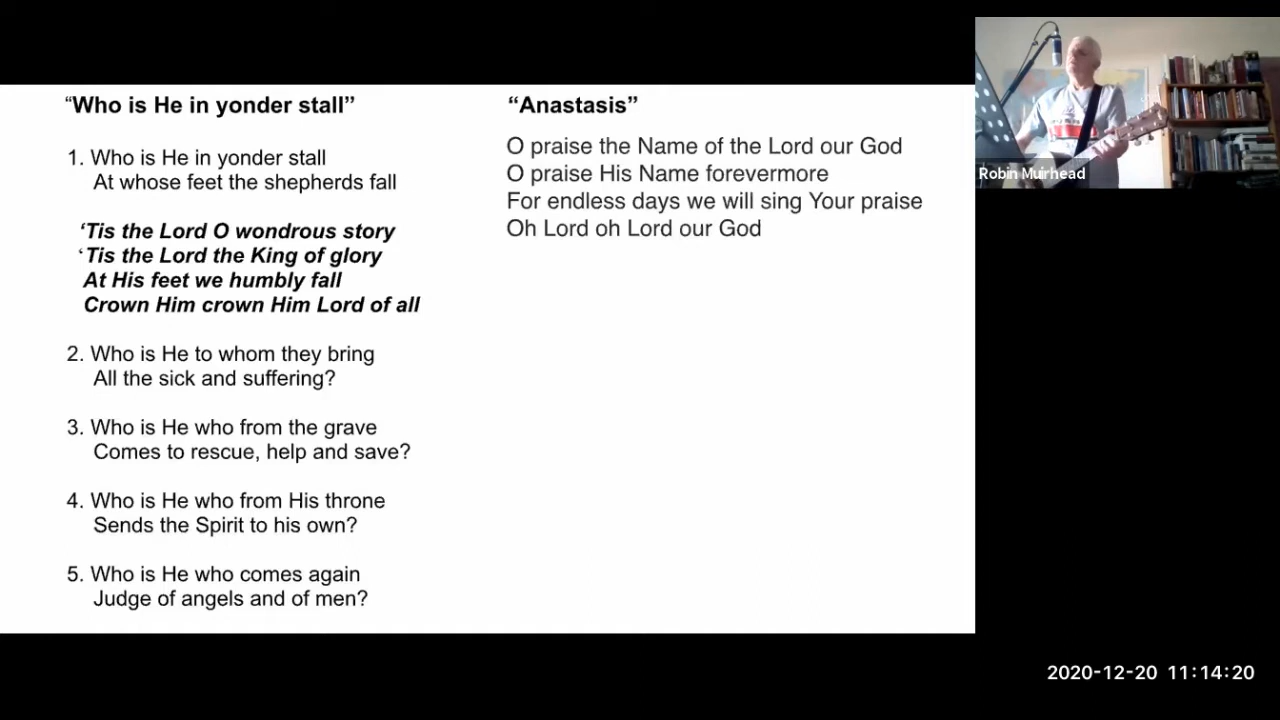 “Who is He in yonder stall”
1. Who is He in yonder stall
At whose feet the shepherds fall
‘Tis the Lord O wondrous story
‘Tis the Lord the King of glory
At His feet we humbly fall
Crown Him crown Him Lord of all
2. Who is He to whom they bring
All the sick and suffering?
3. Who is He who from the grave
Comes to rescue, help and save?
4. Who is He who from His throne
Sends the Spirit to his own?
5. Who is He who comes again
Judge of angels and of men?
“Anastasis”
O praise the Name of the Lord our God
O praise His Name forevermore
For endless days we will sing Your praise
Oh Lord oh Lord our God
Robin Muirhead
2020-12-20 11:14:20